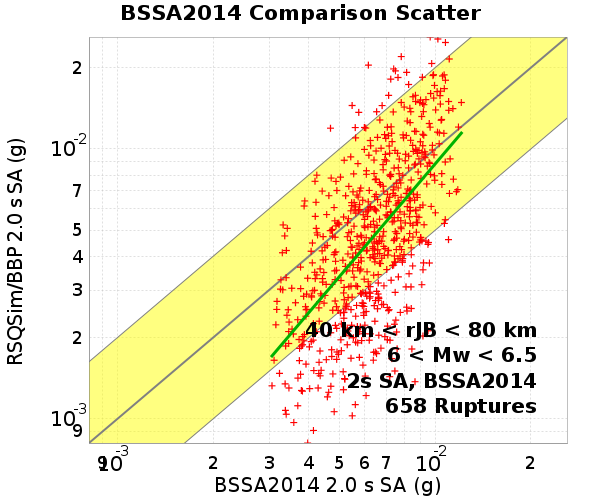 BSSA2014 Comparison Scatter
RSQSim/BBP 2.0 s SA (g)
2
10-2
7
5
4
3
2
10-3
9
40 km < rJB < 80 km
6 < Mw < 6.5
2s SA, BSSA2014
658 Ruptures
9 10-3 2 3 4 5 6 7 10-2 2
BSSA2014 2.0 s SA (g)